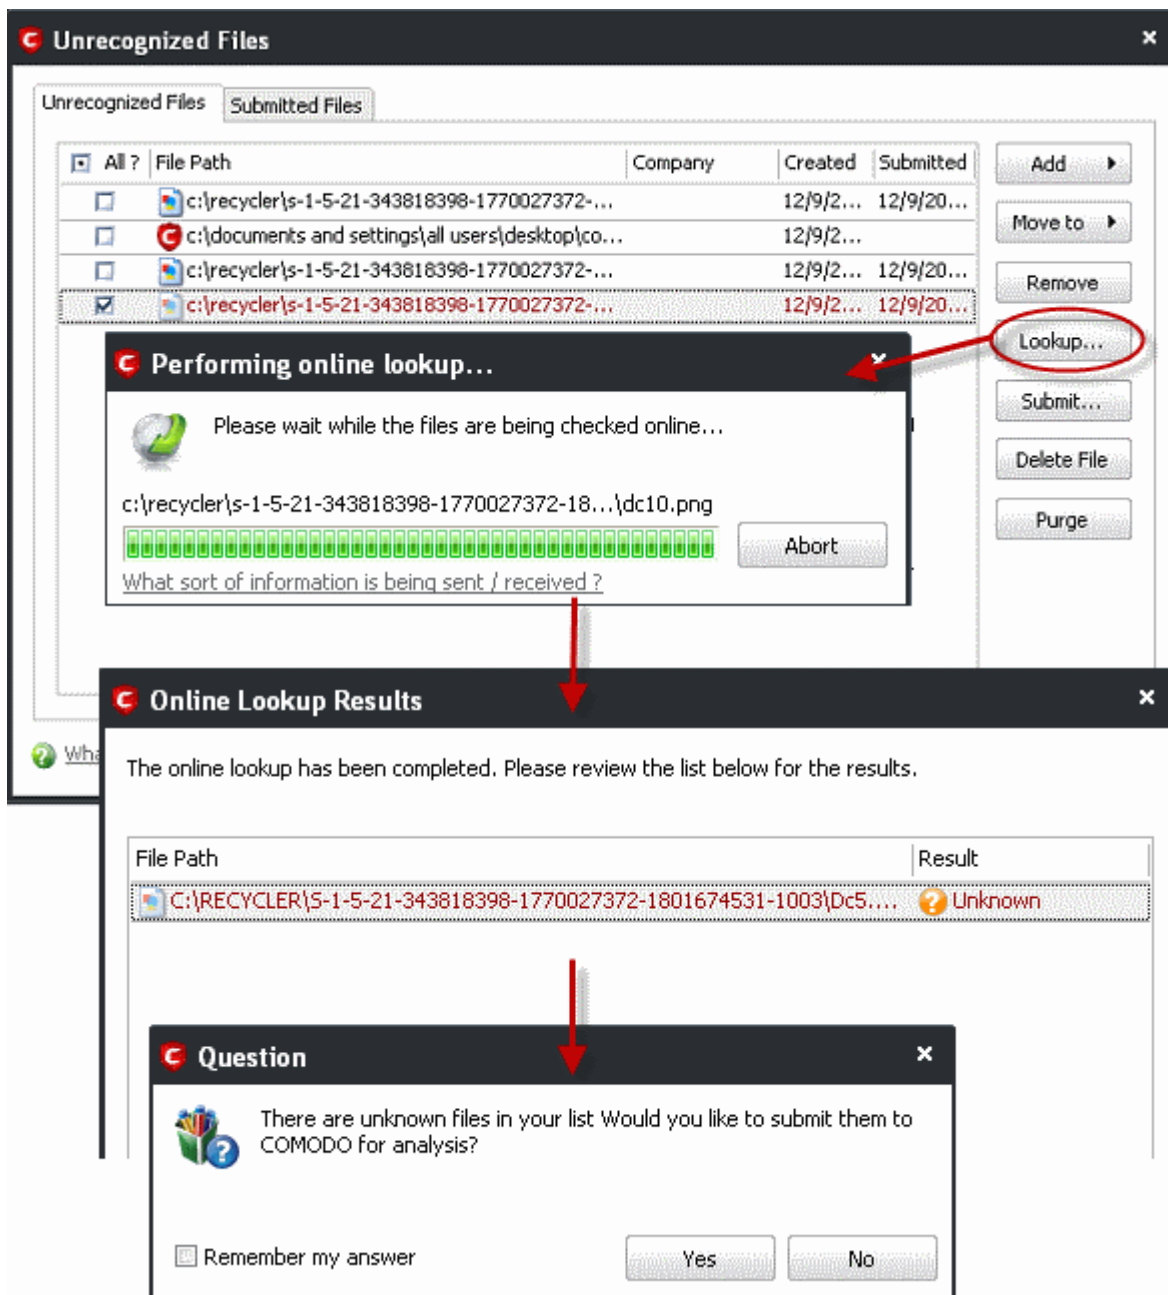 Unrecognized Files
Unrecognized Files Submitted Files
All ? File Path Company Created Submitted
c:\recycler\s-1-5-21-343818398-1770027372-... 12/9/2... 12/9/20...
c:\documents and settings\all users\desktop\co... 12/9/2...
c:\recycler\s-1-5-21-343818398-1770027372-... 12/9/2... 12/9/20...
c:\recycler\s-1-5-21-343818398-1770027372-... 12/9/2... 12/9/20...
Add
Move to
Remove
Lookup...
Submit...
Delete File
Purge
Performing online lookup...
Please wait while the files are being checked online...
c:\recycler\s-1-5-21-343818398-1770027372-18...\dc10.png
Abort
What sort of information is being sent / received ?
Online Lookup Results
The online lookup has been completed. Please review the list below for the results.
File Path Result
C:\RECYCLER\S-1-5-21-343818398-1770027372-1801674531-1003\Dc5.... Unknown
Question
There are unknown files in your list Would you like to submit them to
COMODO for analysis?
Remember my answer
Yes No